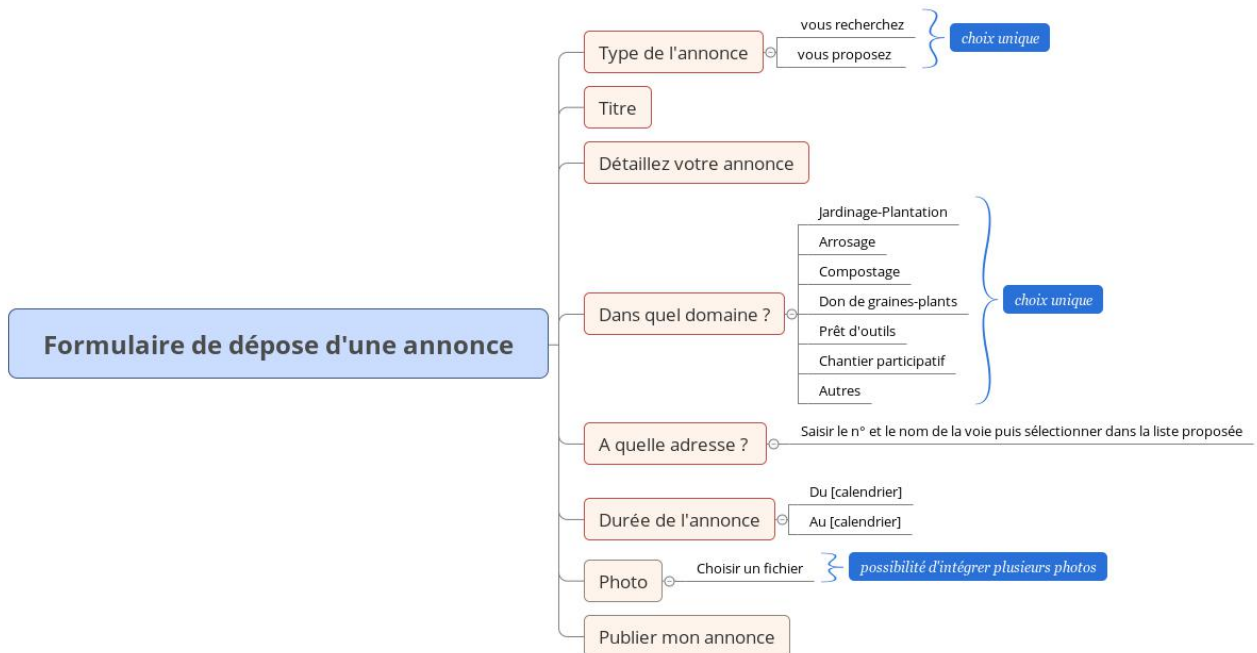 Formulaire de dépose d'une annonce
Type de l'annonce
vous recherchez
vous proposez
choix unique
Titre
Détaillez votre annonce
Dans quel domaine ?
Jardinage-Plantation
Arrosage
Compostage
Don de graines-plants
Prêt d'outils
Chantier participatif
Autres
choix unique
A quelle adresse ?
Saisir le n° et le nom de la voie puis sélectionner dans la liste proposée
Durée de l'annonce
Du [calendrier]
Au [calendrier]
Photo
Choisir un fichier
possibilité d'intégrer plusieurs photos
Publier mon annonce